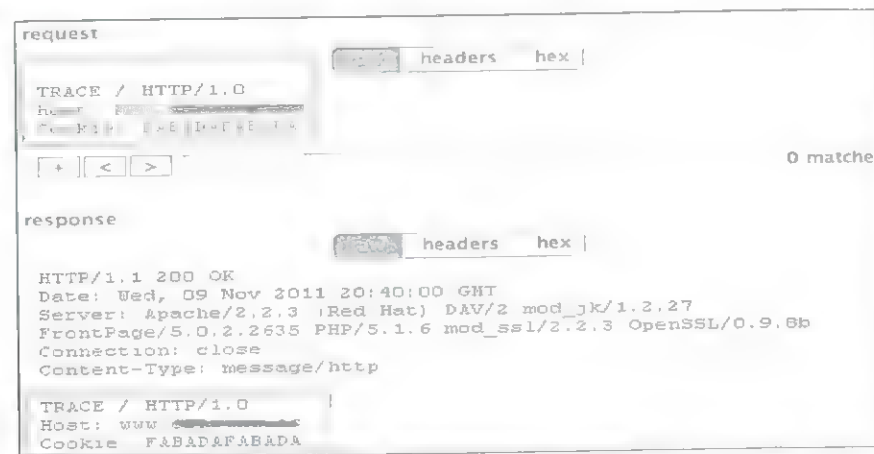 request
headers hex
TRACE / HTTP/1.0
+ < >
0 matche
response
headers hex
HTTP/1.1 200 OK
Date: Wed, 09 Nov 2011 20:40:00 GMT
Server: Apache/2.2.3 (Red Hat) DAV/2 mod_jk/1.2.27
FrontPage/5.0.2.2635 PHP/5.1.6 mod_ssl/2.2.3 OpenSSL/0.9.8b
Connection: close
Content-Type: message/http
TRACE / HTTP/1.0
Host: www
Cookie FABADAFABADA